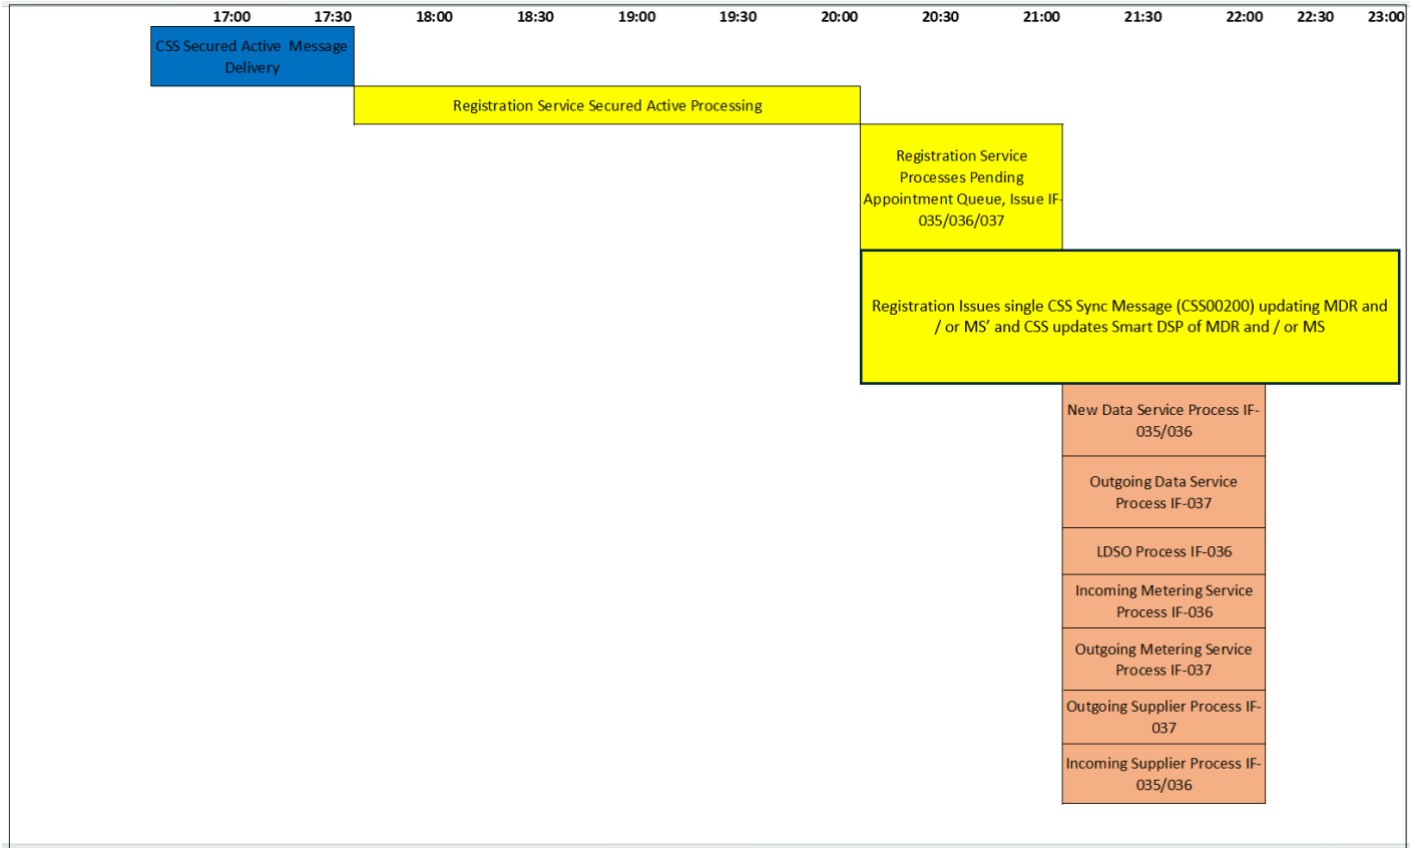 17:00 17:30 18:00 18:30 19:00 19:30 20:00 20:30 21:00 21:30 22:00 22:30 23:00
CSS Secured Active Message
Delivery
Registration Service Secured Active Processing
Registration Service
Processes Pending
Appointment Queue, Issue IF-
035/036/037
Registration Issues single CSS Sync Message (CSS00200) updating MDR and
/ or MS’ and CSS updates Smart DSP of MDR and / or MS
New Data Service Process IF-
035/036
Outgoing Data Service
Process IF-037
LDSO Process IF-036
Incoming Metering Service
Process IF-036
Outgoing Metering Service
Process IF-037
Outgoing Supplier Process IF-
037
Incoming Supplier Process IF-
035/036